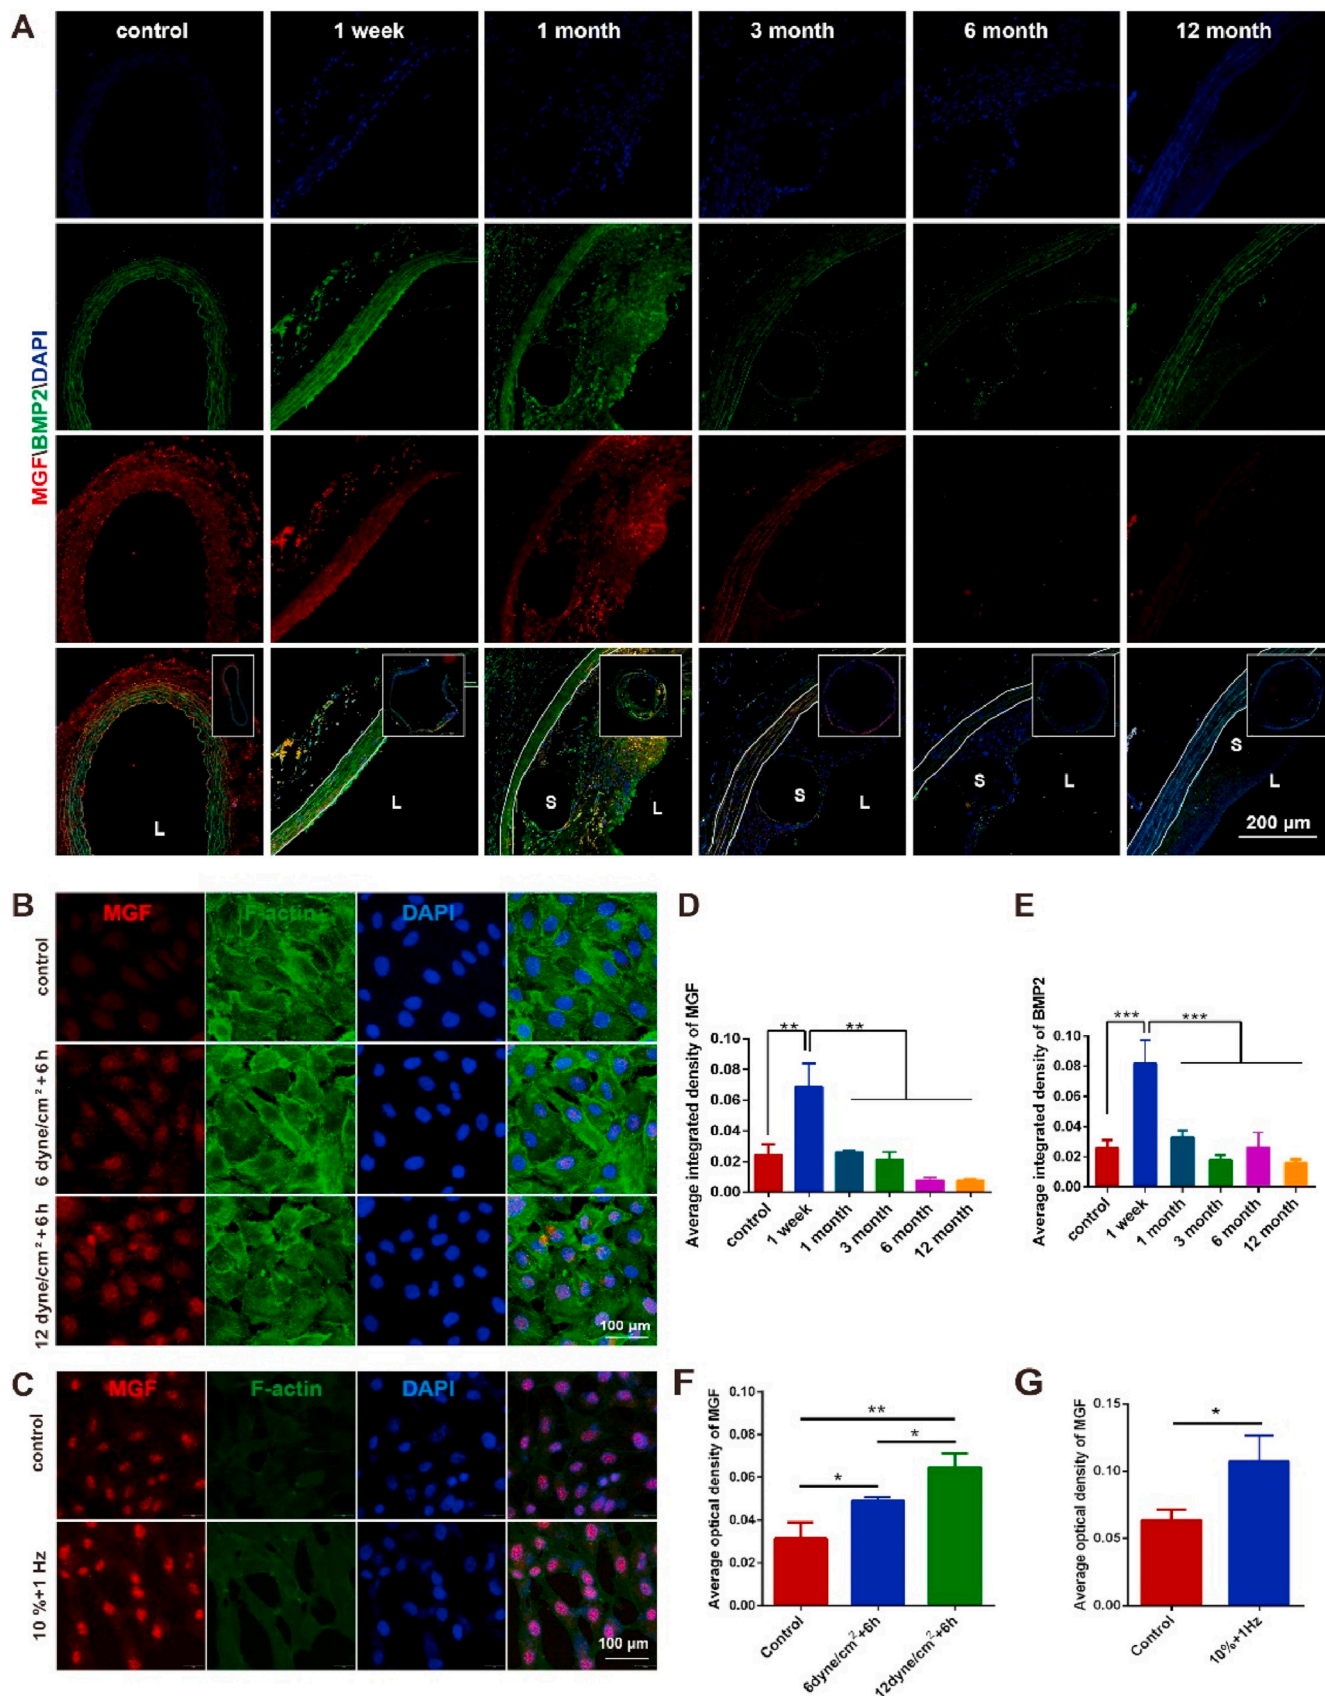 A
control
1 week
1 month
3 month
6 month
12 month
MGF\BMP2\DAPI
L
L
S
L
S
L
S
L
S
L
200 µm
B
MGF
F-actin
DAPI
control
6 dyne/cm²+6h
12 dyne/cm²+6h
100 µm
C
MGF
F-actin
DAPI
control
10 %+1 Hz
100 µm
D
Average integrated density of MGF
0.10
0.08
0.06
0.04
0.02
0.00
**
**
control
1 week
1 month
3 month
6 month
12 month
E
Average integrated density of BMP2
0.10
0.08
0.06
0.04
0.02
0.00
***
***
control
1 week
1 month
3 month
6 month
12 month
F
Average optical density of MGF
0.10
0.08
0.06
0.04
0.02
0.00
**
*
*
Control
6dyne/cm²+6h
12dyne/cm²+6h
G
Average optical density of MGF
0.15
0.10
0.05
0.00
*
Control
10%+1Hz